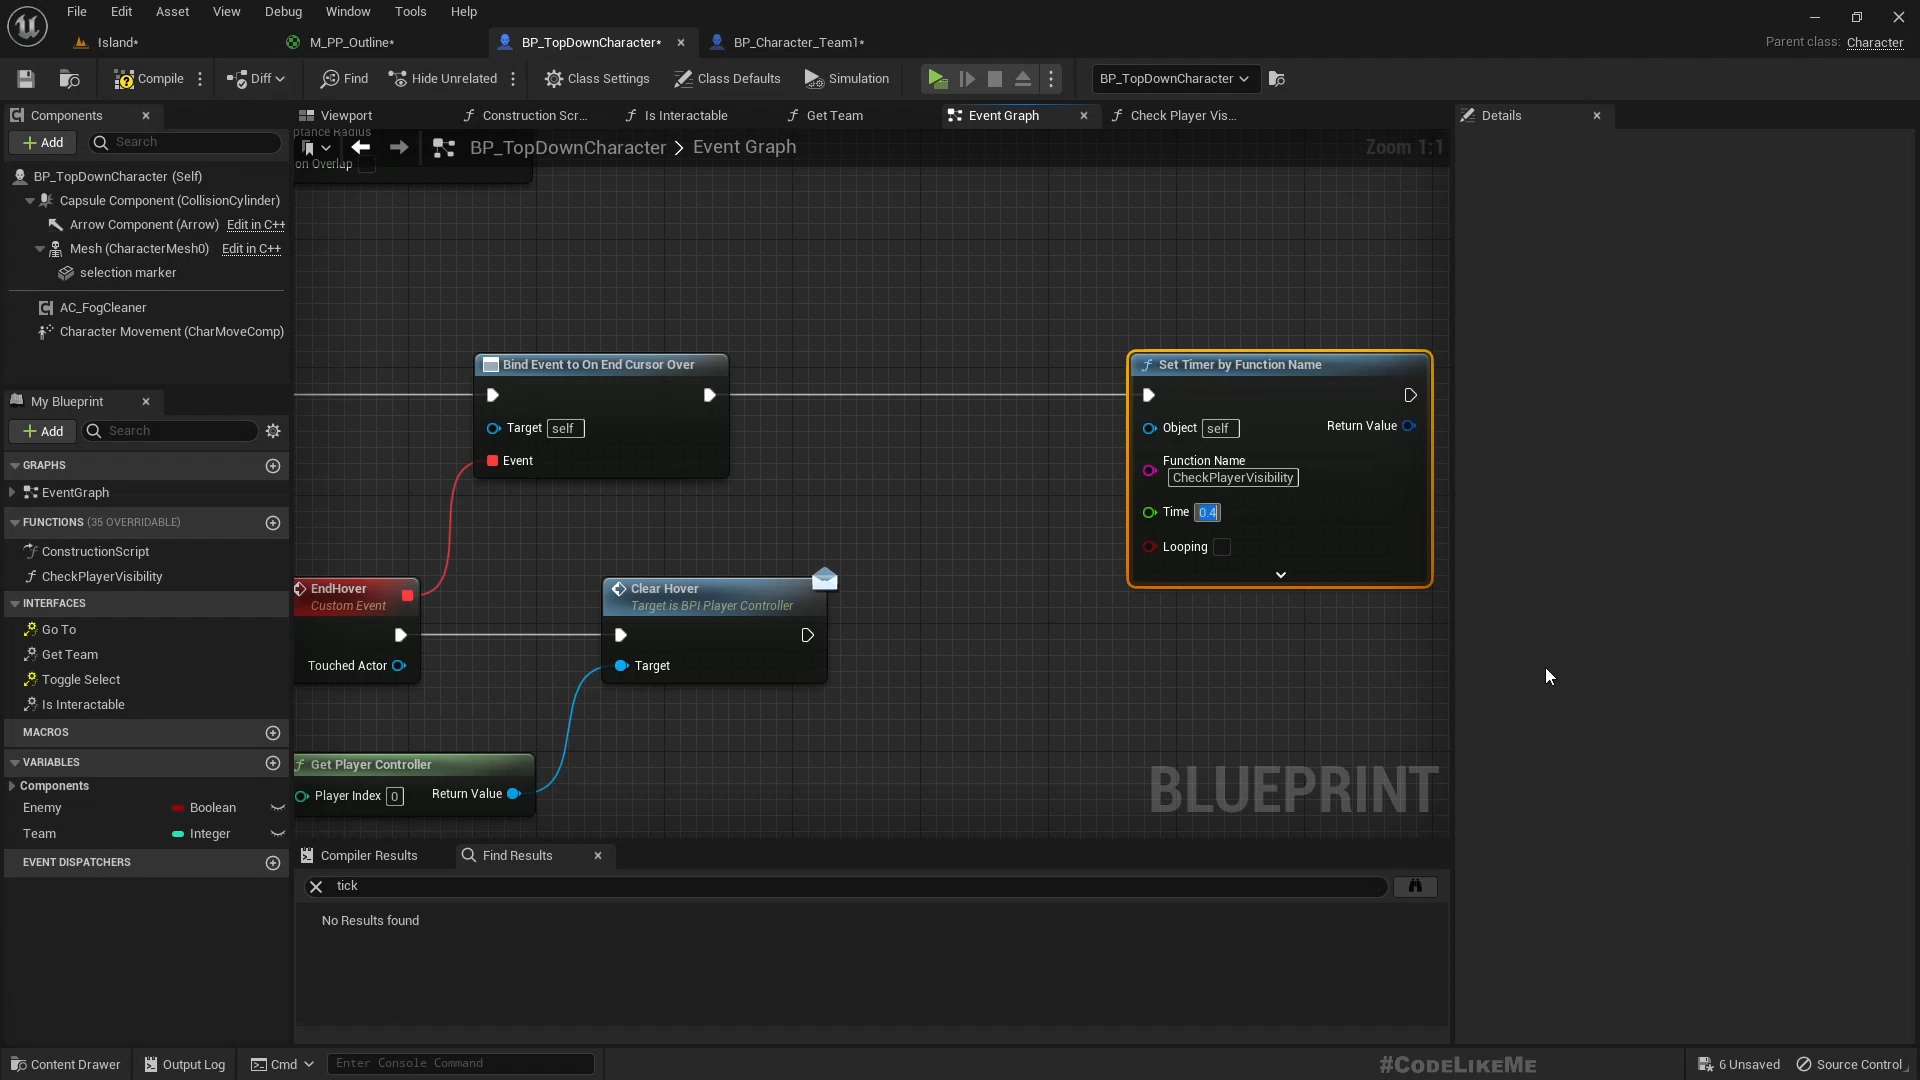 File Edit Asset View Debug Window Tools Help
Island* M_PP_Outline* BP_TopDownCharacter* BP_Character_Team1*
Parent class: Character
Compile Diff Find Hide Unrelated Class Settings Class Defaults Simulation BP_TopDownCharacter
Components
Add Search
BP_TopDownCharacter (Self)
Capsule Component (CollisionCylinder)
Arrow Component (Arrow) Edit in C++
Mesh (CharacterMesh0) Edit in C++
selection marker
AC_FogCleaner
Character Movement (CharMoveComp)
My Blueprint
Add Search
GRAPHS
EventGraph
FUNCTIONS (35 OVERRIDABLE)
ConstructionScript
CheckPlayerVisibility
INTERFACES
Go To
Get Team
Toggle Select
Is Interactable
MACROS
VARIABLES
Components
Enemy Boolean
Team Integer
EVENT DISPATCHERS
Viewport Construction Scr... Is Interactable Get Team Event Graph Check Player Vis...
ptance Radius
BP_TopDownCharacter > Event Graph
Zoom 1:1
on Overlap
Bind Event to On End Cursor Over
Target self
Event
Set Timer by Function Name
Object self Return Value
Function Name
CheckPlayerVisibility
Time 0.4
Looping
EndHover
Custom Event
Touched Actor
Clear Hover
Target is BPI Player Controller
Target
Get Player Controller
Player Index 0 Return Value
BLUEPRINT
Compiler Results Find Results
tick
No Results found
Details
Content Drawer Output Log Cmd Enter Console Command
#CodeLikeMe
6 Unsaved Source Control